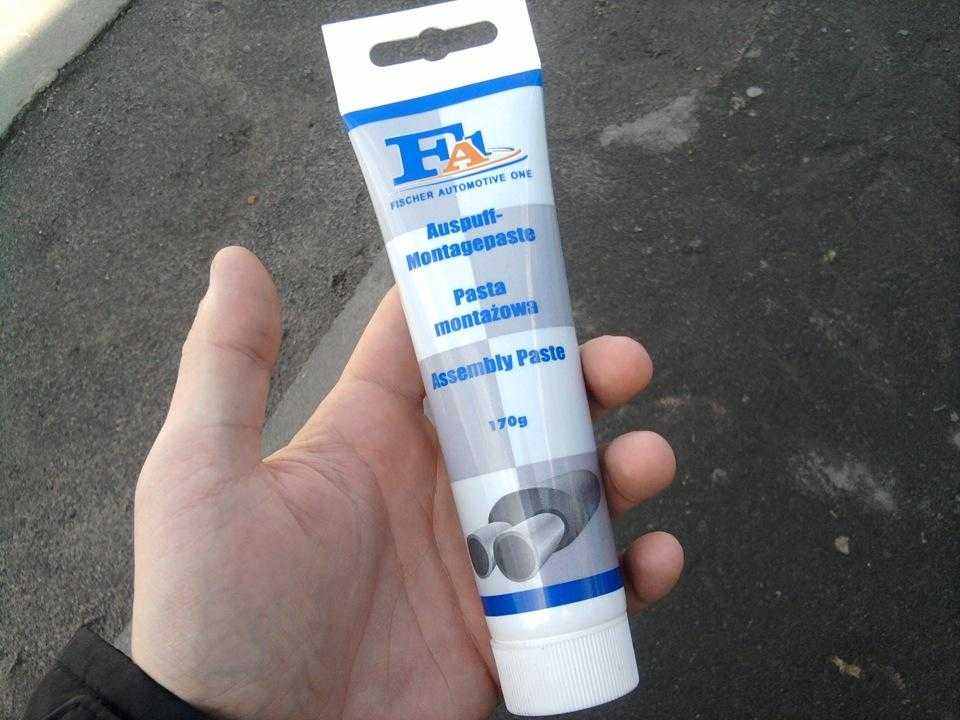 FA1
FISCHER AUTOMOTIVE ONE
Auspuff-
Montagepaste
Pasta
montażowa
Assembly Paste
170g